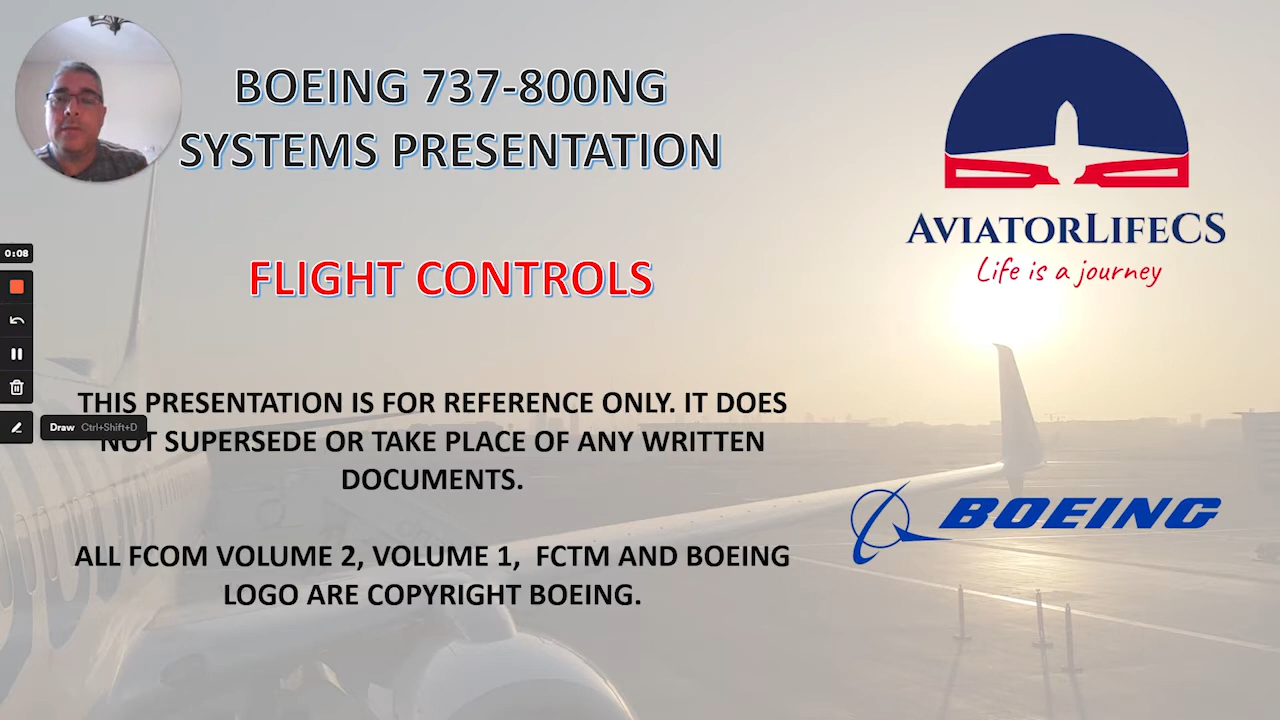 BOEING 737-800NG
SYSTEMS PRESENTATION
AVIATORLIFECS
Life is a journey
0:08
FLIGHT CONTROLS
THIS PRESENTATION IS FOR REFERENCE ONLY. IT DOES
Draw Ctrl+Shift+D
NOT SUPERSEDE OR TAKE PLACE OF ANY WRITTEN
DOCUMENTS.
BOEING
ALL FCOM VOLUME 2, VOLUME 1, FCTM AND BOEING
LOGO ARE COPYRIGHT BOEING.